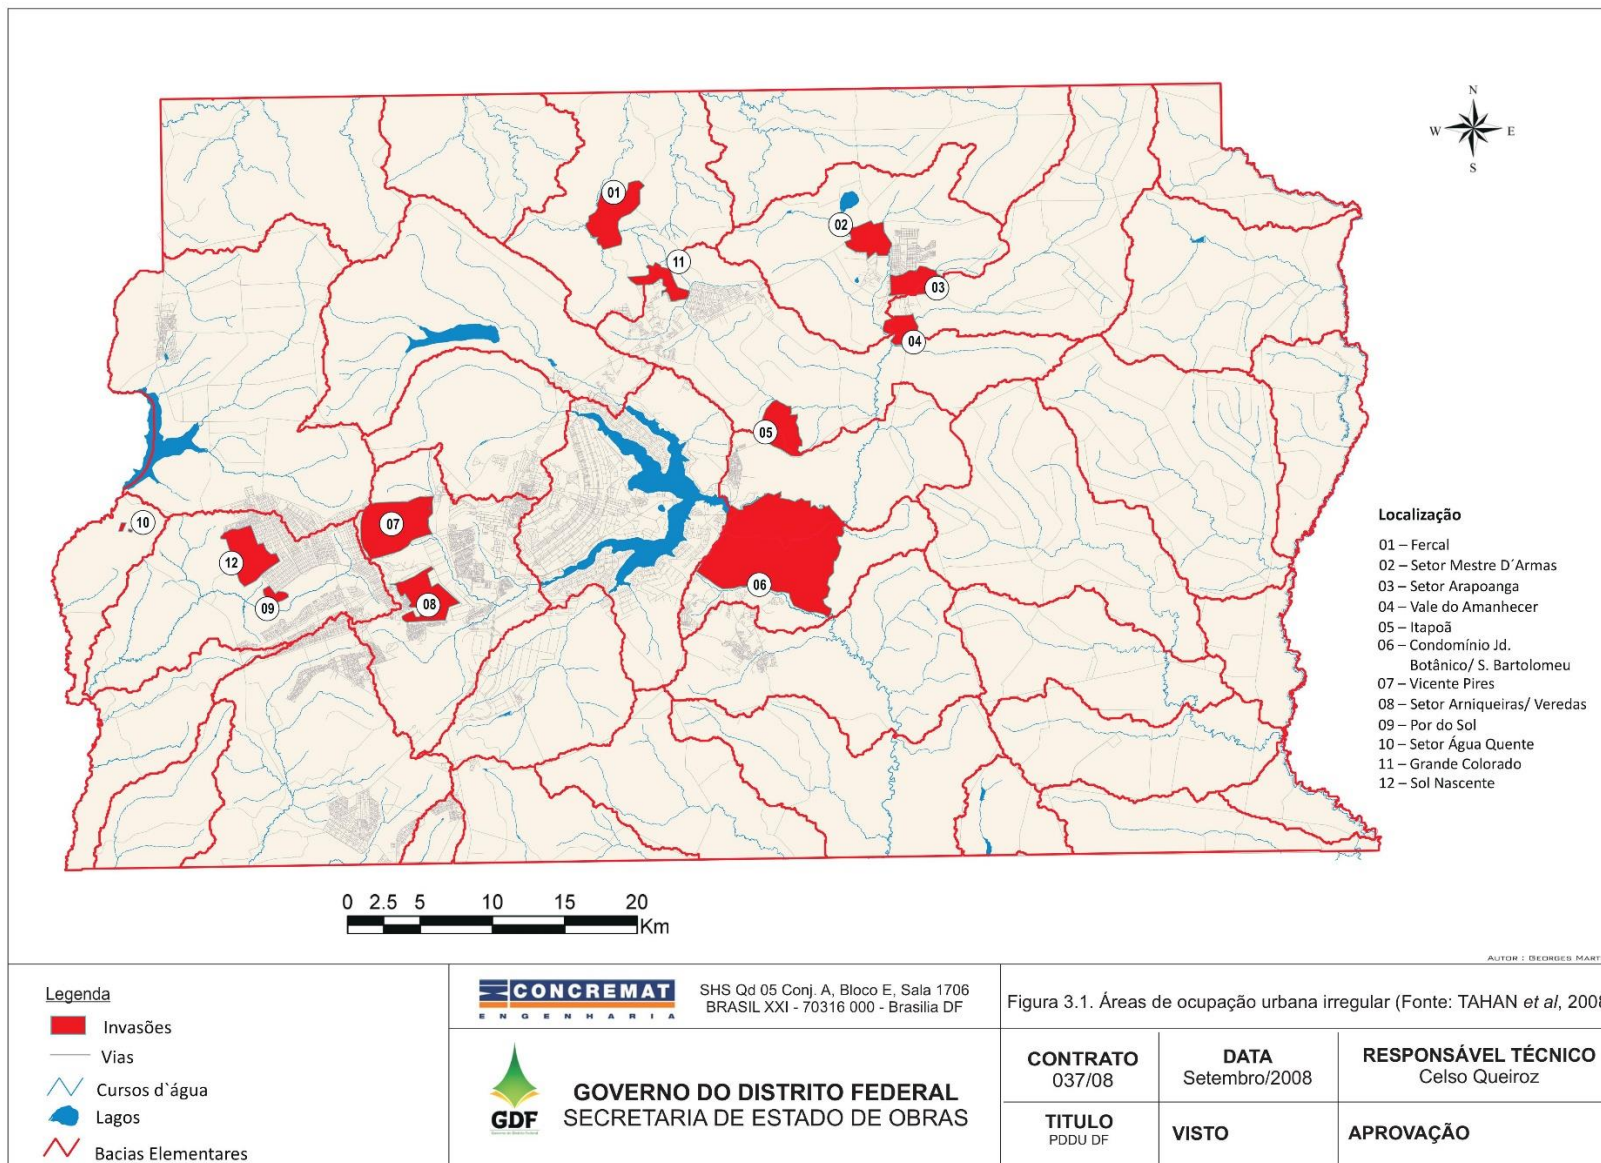 N
W E
S
01
02
11
03
04
05
07
10
12
06
09
08
Localização
01 – Fercal
02 – Setor Mestre D´Armas
03 – Setor Arapoanga
04 – Vale do Amanhecer
05 – Itapoã
06 – Condomínio Jd.
Botânico/ S. Bartolomeu
07 – Vicente Pires
08 – Setor Arniqueiras/ Veredas
09 – Por do Sol
10 – Setor Água Quente
11 – Grande Colorado
12 – Sol Nascente
0 2.5 5 10 15 20
Km
AUTOR : GEORGES MART
Legenda
Invasões
Vias
Cursos d`água
Lagos
Bacias Elementares
CONCREMAT
ENGENHARIA
SHS Qd 05 Conj. A, Bloco E, Sala 1706
BRASIL XXI - 70316 000 - Brasilia DF
GDF
GOVERNO DO DISTRITO FEDERAL
SECRETARIA DE ESTADO DE OBRAS
Figura 3.1. Áreas de ocupação urbana irregular (Fonte: TAHAN et al, 2008
CONTRATO
037/08
DATA
Setembro/2008
RESPONSÁVEL TÉCNICO
Celso Queiroz
TITULO
PDDU DF
VISTO
APROVAÇÃO